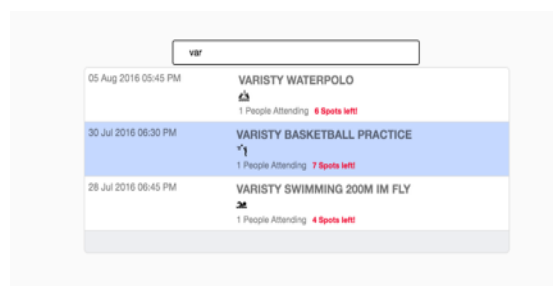 var
05 Aug 2016 05:45 PM
VARISTY WATERPOLO
1 People Attending 6 Spots left!
30 Jul 2016 06:30 PM
VARISTY BASKETBALL PRACTICE
1 People Attending 7 Spots left!
28 Jul 2016 06:45 PM
VARISTY SWIMMING 200M IM FLY
1 People Attending 4 Spots left!